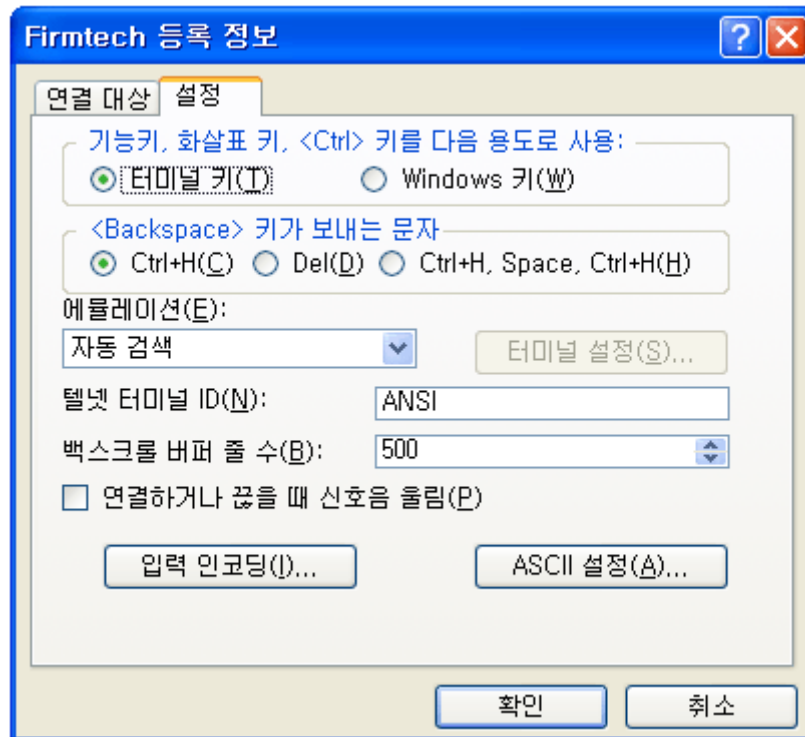 Firmtech 등록 정보
연결 대상 설정
기능키, 화살표 키, <Ctrl> 키를 다음 용도로 사용:
터미널 키(T) Windows 키(W)
<Backspace> 키가 보내는 문자
Ctrl+H(C) Del(D) Ctrl+H, Space, Ctrl+H(H)
에뮬레이션(E):
자동 검색 터미널 설정(S)...
텔넷 터미널 ID(N): ANSI
백스크롤 버퍼 줄 수(B): 500
연결하거나 끊을 때 신호음 울림(P)
입력 인코딩(I)... ASCII 설정(A)...
확인 취소